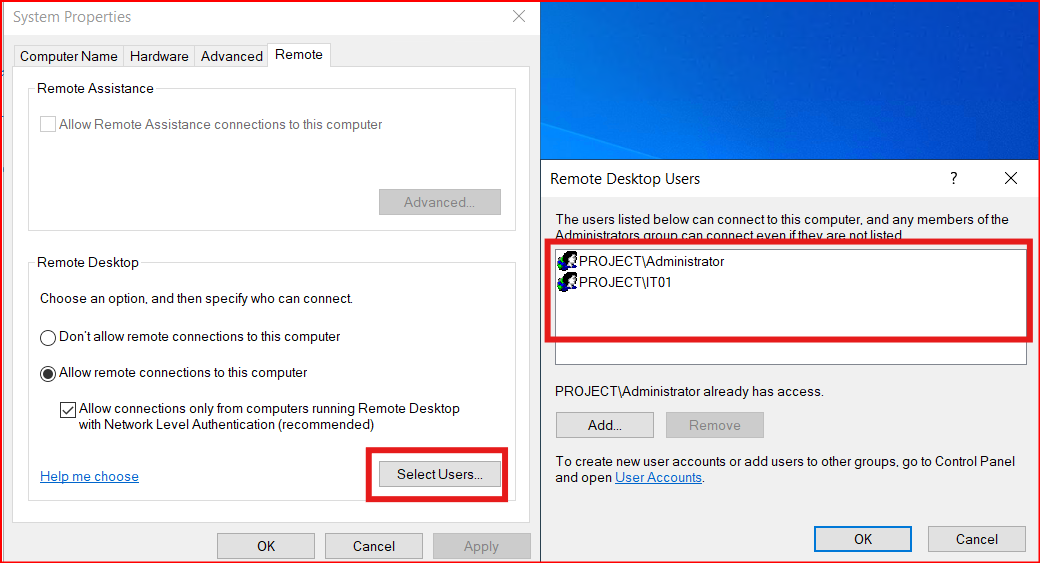 System Properties
Computer Name
Hardware
Advanced
Remote
Remote Assistance
Allow Remote Assistance connections to this computer
Advanced...
Remote Desktop
Choose an option, and then specify who can connect.
Don't allow remote connections to this computer
Allow remote connections to this computer
Allow connections only from computers running Remote Desktop
with Network Level Authentication (recommended)
Help me choose
Select Users...
OK
Cancel
Apply
Remote Desktop Users
?
The users listed below can connect to this computer, and any members of the
Administrators group can connect even if they are not listed.
PROJECT\Administrator
PROJECT\IT01
PROJECT\Administrator already has access.
Add...
Remove
To create new user accounts or add users to other groups, go to Control Panel
and open User Accounts.
OK
Cancel